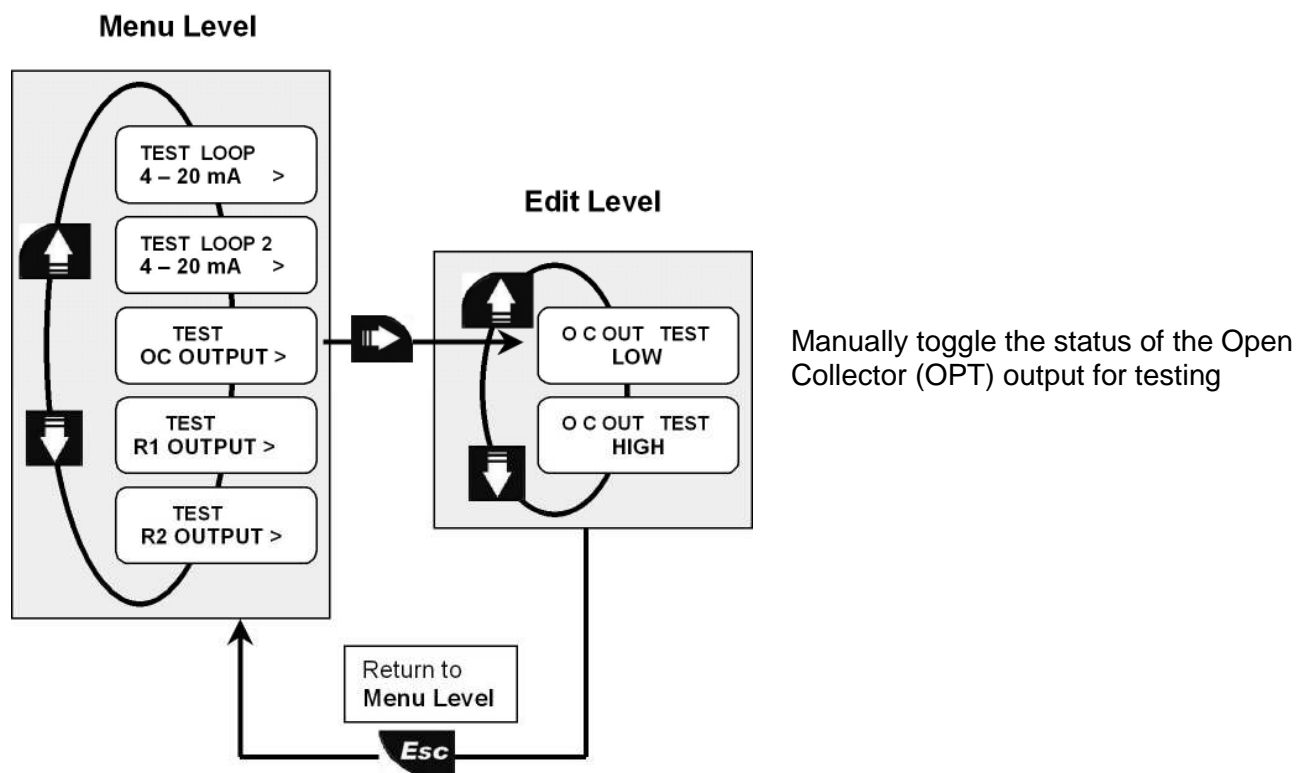 Menu Level
TEST LOOP
4 – 20 mA >
TEST LOOP 2
4 – 20 mA >
TEST
OC OUTPUT >
TEST
R1 OUTPUT >
TEST
R2 OUTPUT >
Edit Level
O C OUT TEST
LOW
O C OUT TEST
HIGH
Manually toggle the status of the Open
Collector (OPT) output for testing
Return to
Menu Level
Esc